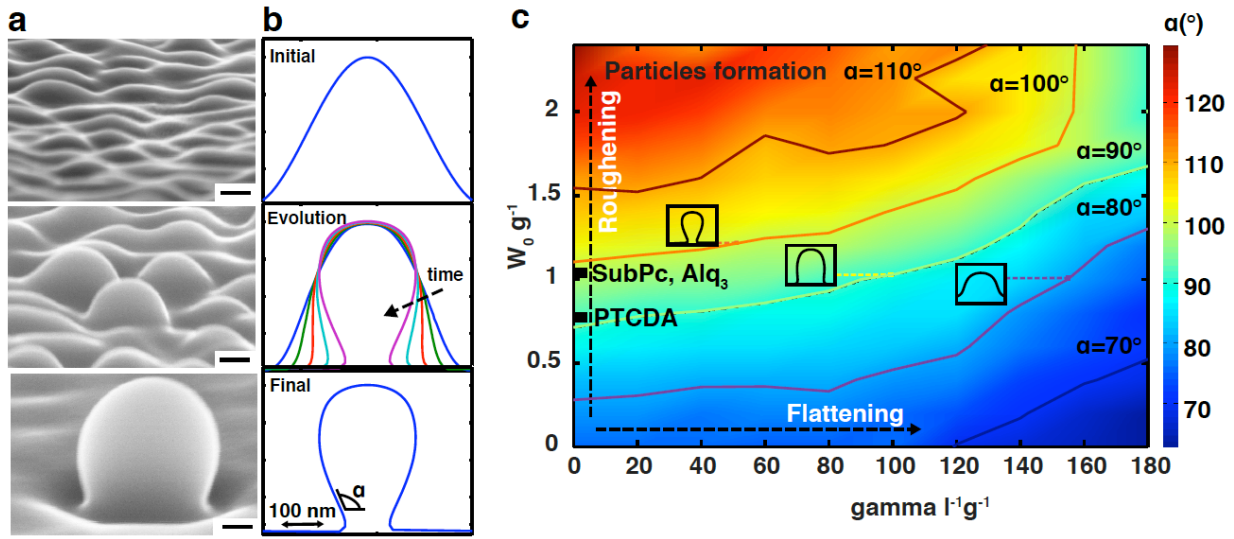 a
b
Initial
Evolution
time
Final
α
100 nm
c
Particles formation
α=110°
α=100°
α=90°
α=80°
α=70°
Roughening
SubPc, Alq₃
PTCDA
Flattening
W₀ g⁻¹
2
1.5
1
0.5
0
0 20 40 60 80 100 120 140 160 180
gamma l⁻¹g⁻¹
α(°)
120
110
100
90
80
70